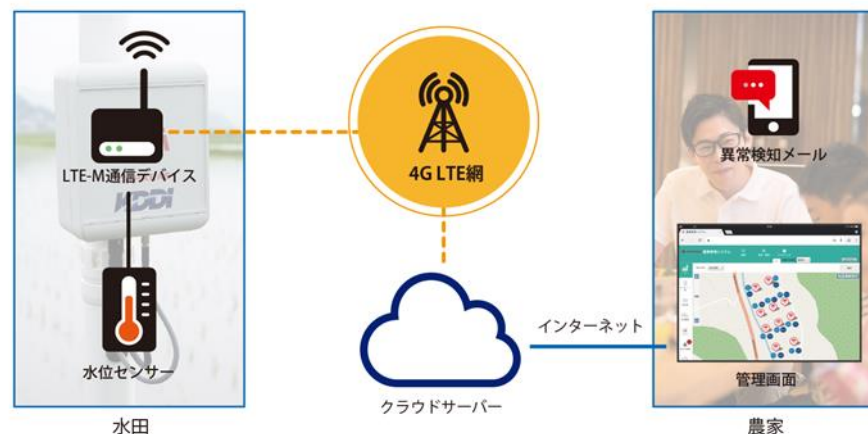 LTE-M通信デバイス
KDDI
水位センサー
水田
4G LTE網
クラウドサーバー
インターネット
異常検知メール
管理画面
農家